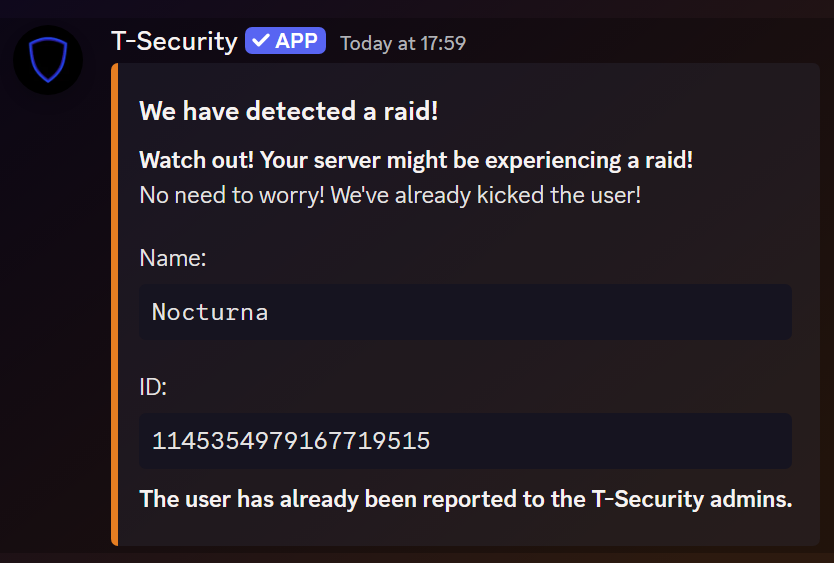 T-Security ✓ APP Today at 17:59
We have detected a raid!
Watch out! Your server might be experiencing a raid!
No need to worry! We've already kicked the user!
Name:
Nocturna
ID:
1145354979167719515
The user has already been reported to the T-Security admins.